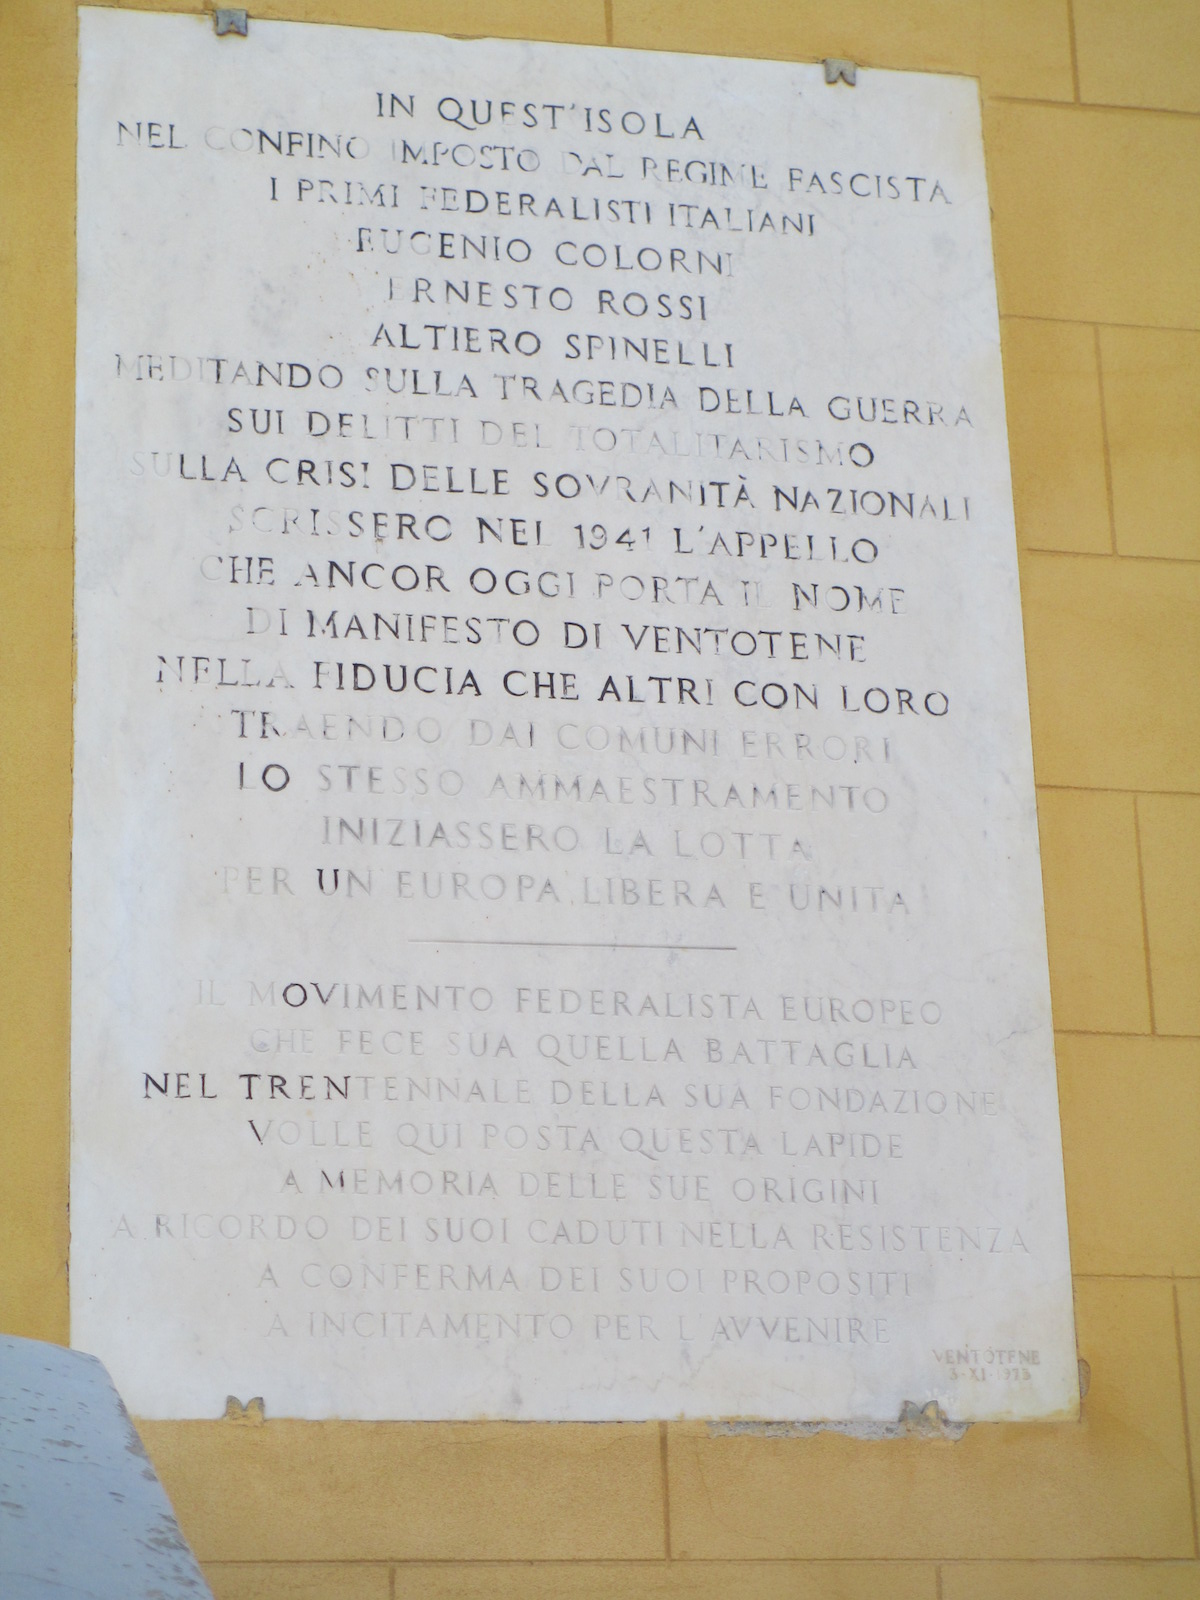 IN QUEST'ISOLA
NEL CONFINO IMPOSTO DAL REGIME FASCISTA
I PRIMI FEDERALISTI ITALIANI
EUGENIO COLORNI
ERNESTO ROSSI
ALTIERO SPINELLI
MEDITANDO SULLA TRAGEDIA DELLA GUERRA
SUI DELITTI DEL TOTALITARISMO
SULLA CRISI DELLE SOVRANITÀ NAZIONALI
SCRISSERO NEL 1941 L'APPELLO
CHE ANCOR OGGI PORTA IL NOME
DI MANIFESTO DI VENTOTENE
NELLA FIDUCIA CHE ALTRI CON LORO
TRAENDO DAI COMUNI ERRORI
LO STESSO AMMAESTRAMENTO
INIZIASSERO LA LOTTA
PER UN'EUROPA LIBERA E UNITA
IL MOVIMENTO FEDERALISTA EUROPEO
CHE FECE SUA QUELLA BATTAGLIA
NEL TRENTENNALE DELLA SUA FONDAZIONE
VOLLE QUI POSTA QUESTA LAPIDE
A MEMORIA DELLE SUE ORIGINI
A RICORDO DEI SUOI CADUTI NELLA RESISTENZA
A CONFERMA DEI SUOI PROPOSITI
A INCITAMENTO PER L'AVVENIRE
VENTOTENE
3-XI-1973